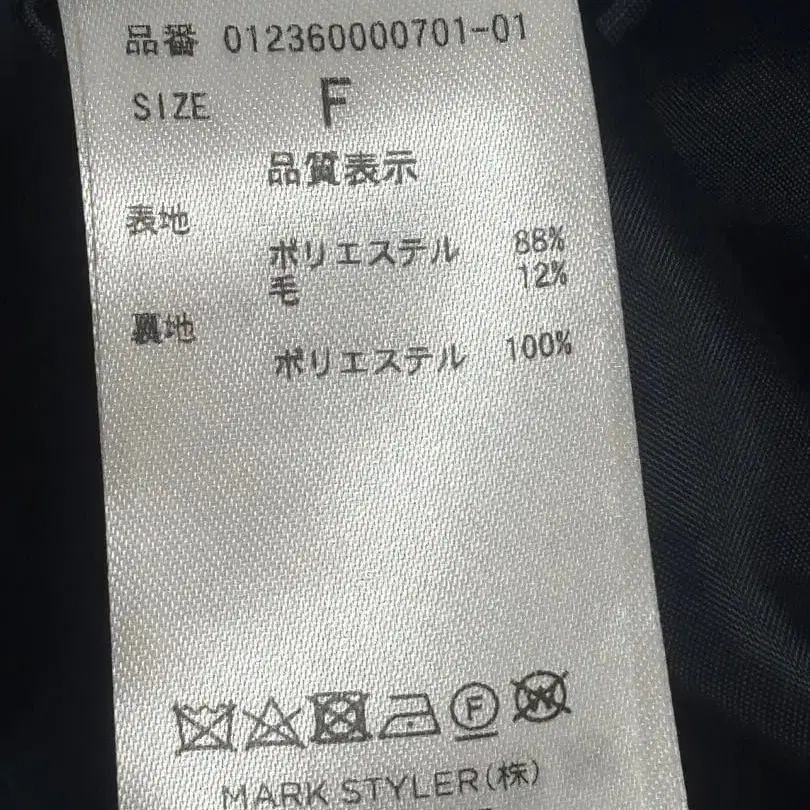 品番 012360000701-01
SIZE F
品質表示
表地
ポリエステル 88%
毛 12%
裏地
ポリエステル 100%
F W
MARK STYLER(株)